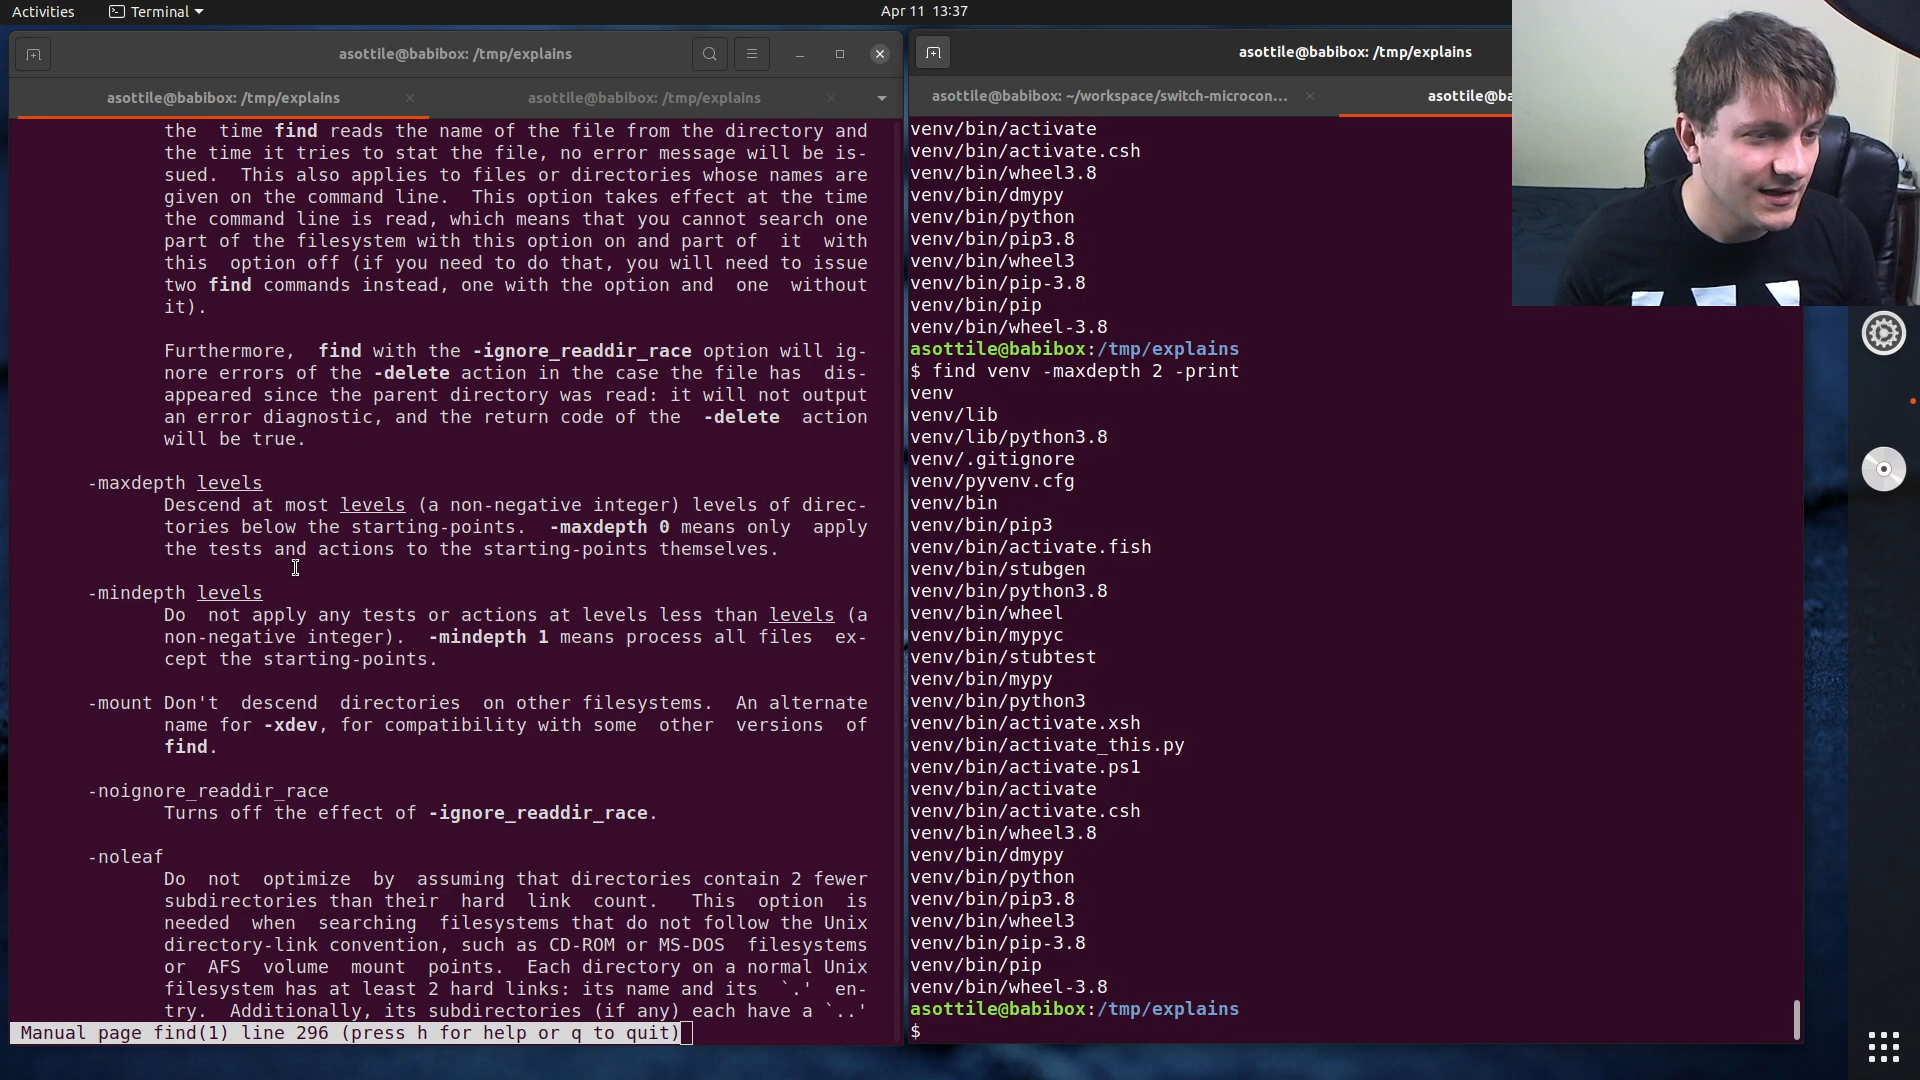 Activities
Terminal
Apr 11 13:37
asottile@babibox: /tmp/explains
asottile@babibox: /tmp/explains
asottile@babibox: /tmp/explains
the time find reads the name of the file from the directory and
the time it tries to stat the file, no error message will be is-
sued. This also applies to files or directories whose names are
given on the command line. This option takes effect at the time
the command line is read, which means that you cannot search one
part of the filesystem with this option on and part of it with
this option off (if you need to do that, you will need to issue
two find commands instead, one with the option and one without
it).
Furthermore, find with the -ignore_readdir_race option will ig-
nore errors of the -delete action in the case the file has dis-
appeared since the parent directory was read: it will not output
an error diagnostic, and the return code of the -delete action
will be true.
-maxdepth levels
Descend at most levels (a non-negative integer) levels of direc-
tories below the starting-points. -maxdepth 0 means only apply
the tests and actions to the starting-points themselves.
-mindepth levels
Do not apply any tests or actions at levels less than levels (a
non-negative integer). -mindepth 1 means process all files ex-
cept the starting-points.
-mount Don't descend directories on other filesystems. An alternate
name for -xdev, for compatibility with some other versions of
find.
-noignore_readdir_race
Turns off the effect of -ignore_readdir_race.
-noleaf
Do not optimize by assuming that directories contain 2 fewer
subdirectories than their hard link count. This option is
needed when searching filesystems that do not follow the Unix
directory-link convention, such as CD-ROM or MS-DOS filesystems
or AFS volume mount points. Each directory on a normal Unix
filesystem has at least 2 hard links: its name and its `.' en-
try. Additionally, its subdirectories (if any) each have a `..'
Manual page find(1) line 296 (press h for help or q to quit)
asottile@babibox: /tmp/explains
asottile@babibox: ~/workspace/switch-microcon...
asottile@ba
venv/bin/activate
venv/bin/activate.csh
venv/bin/wheel3.8
venv/bin/dmypy
venv/bin/python
venv/bin/pip3.8
venv/bin/wheel3
venv/bin/pip-3.8
venv/bin/pip
venv/bin/wheel-3.8
asottile@babibox:/tmp/explains
$ find venv -maxdepth 2 -print
venv
venv/lib
venv/lib/python3.8
venv/.gitignore
venv/pyvenv.cfg
venv/bin
venv/bin/pip3
venv/bin/activate.fish
venv/bin/stubgen
venv/bin/python3.8
venv/bin/wheel
venv/bin/mypyc
venv/bin/stubtest
venv/bin/mypy
venv/bin/python3
venv/bin/activate.xsh
venv/bin/activate_this.py
venv/bin/activate.ps1
venv/bin/activate
venv/bin/activate.csh
venv/bin/wheel3.8
venv/bin/dmypy
venv/bin/python
venv/bin/pip3.8
venv/bin/wheel3
venv/bin/pip-3.8
venv/bin/pip
venv/bin/wheel-3.8
asottile@babibox:/tmp/explains
$